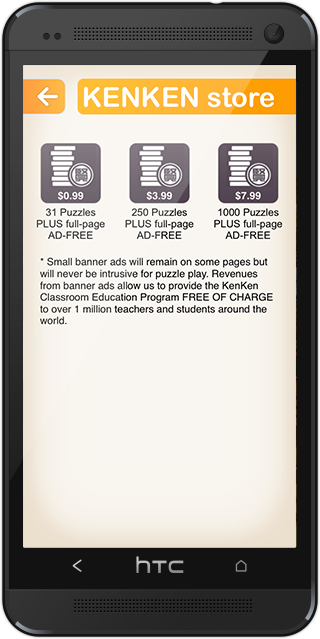 KENKEN store
$0.99
$3.99
$7.99
31 Puzzles
PLUS full-page
AD-FREE
250 Puzzles
PLUS full-page
AD-FREE
1000 Puzzles
PLUS full-page
AD-FREE
* Small banner ads will remain on some pages but
will never be intrusive for puzzle play. Revenues
from banner ads allow us to provide the KenKen
Classroom Education Program FREE OF CHARGE
to over 1 million teachers and students around the
world.
hTC